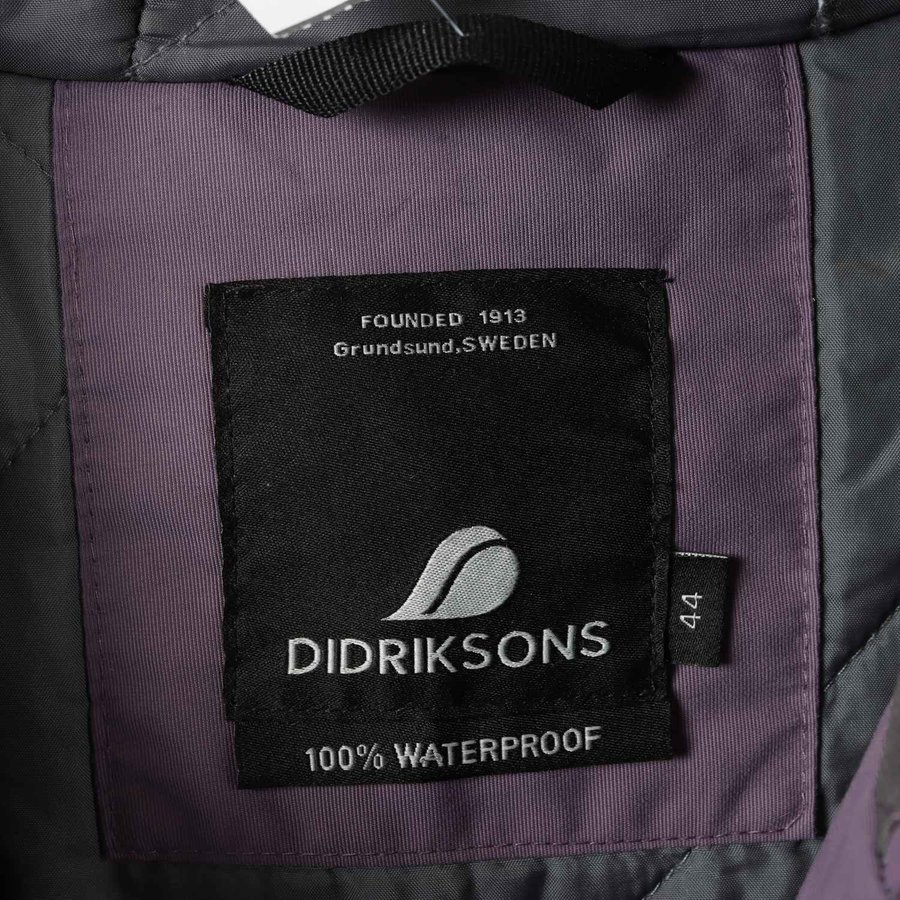 FOUNDED 1913
Grundsund,SWEDEN
DIDRIKSONS
44
100% WATERPROOF